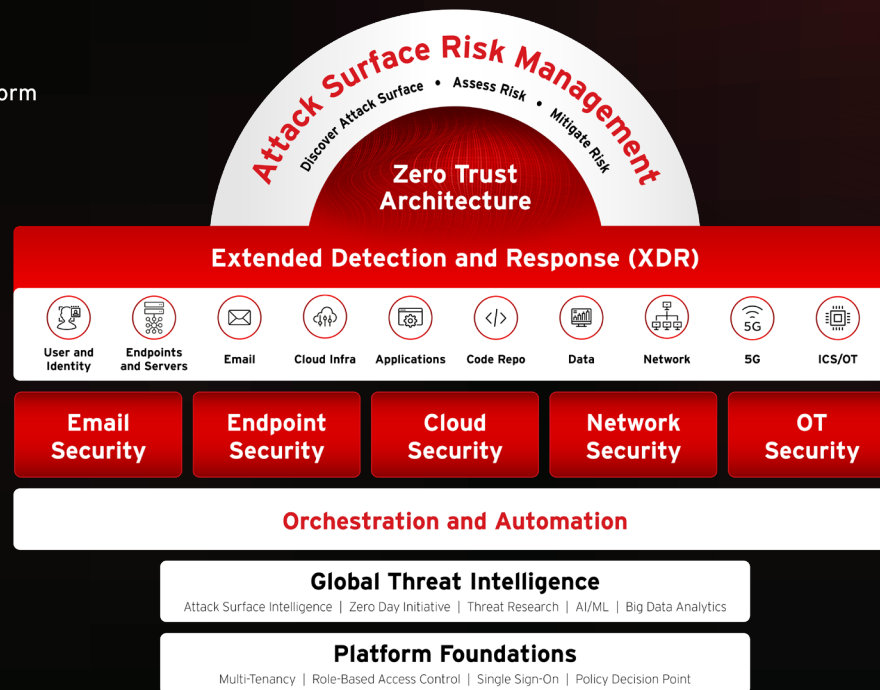 orm
Attack Surface Risk Management
Discover Attack Surface • Assess Risk • Mitigate Risk
Zero Trust
Architecture
Extended Detection and Response (XDR)
5G
User and
Identity
Endpoints
and Servers
Email
Cloud Infra
Applications
Code Repo
Data
Network
5G
ICS/OT
Email
Security
Endpoint
Security
Cloud
Security
Network
Security
OT
Security
Orchestration and Automation
Global Threat Intelligence
Attack Surface Intelligence | Zero Day Initiative | Threat Research | AI/ML | Big Data Analytics
Platform Foundations
Multi-Tenancy | Role-Based Access Control | Single Sign-On | Policy Decision Point